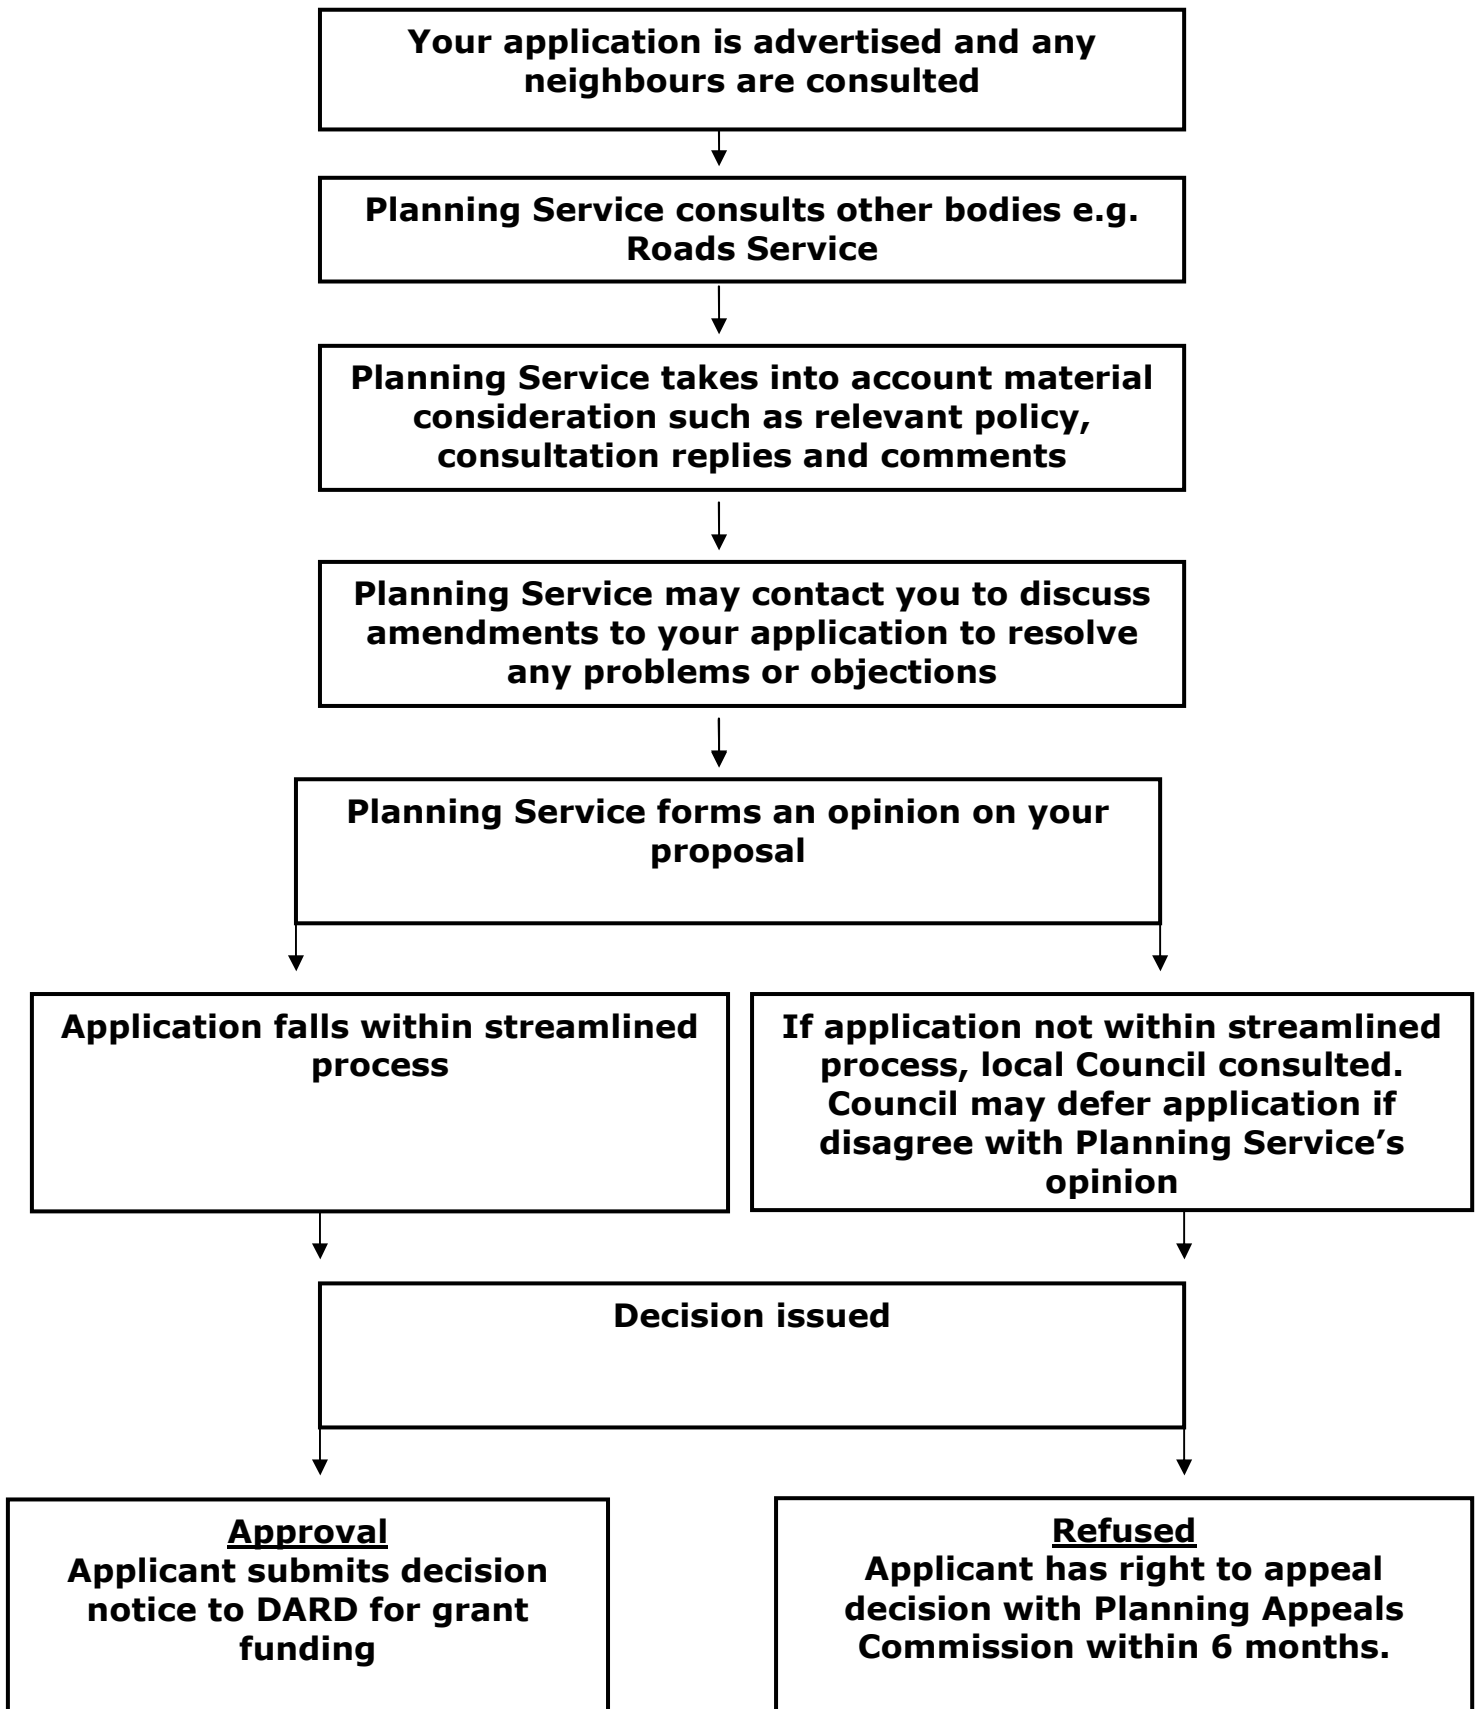 Your application is advertised and any
neighbours are consulted
Planning Service consults other bodies e.g.
Roads Service
Planning Service takes into account material
consideration such as relevant policy,
consultation replies and comments
Planning Service may contact you to discuss
amendments to your application to resolve
any problems or objections
Planning Service forms an opinion on your
proposal
Application falls within streamlined
process
If application not within streamlined
process, local Council consulted.
Council may defer application if
disagree with Planning Service’s
opinion
Decision issued
Approval
Applicant submits decision
notice to DARD for grant
funding
Refused
Applicant has right to appeal
decision with Planning Appeals
Commission within 6 months.